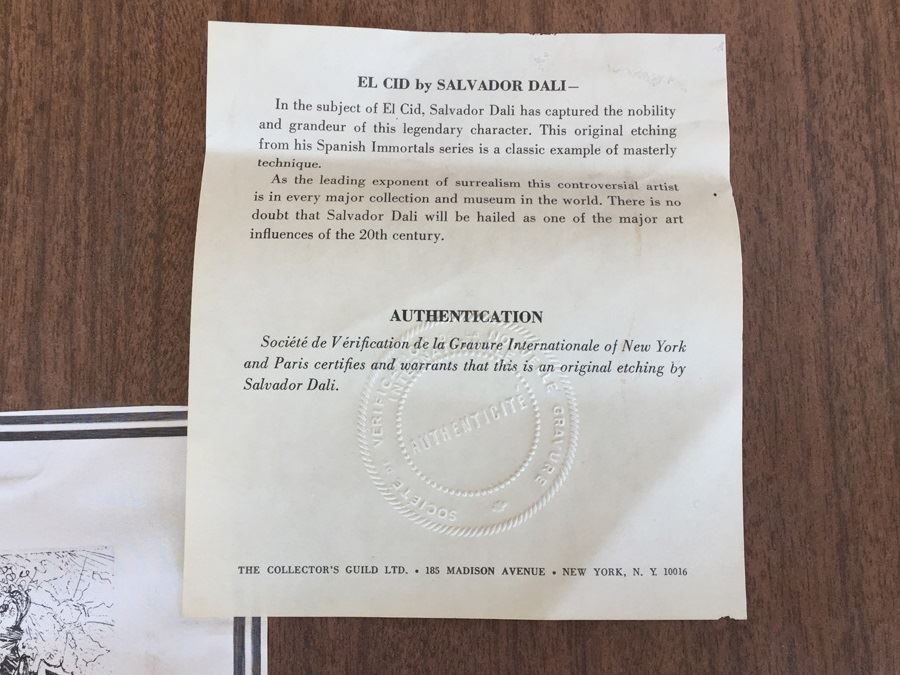 EL CID by SALVADOR DALI—
In the subject of El Cid, Salvador Dali has captured the nobility
and grandeur of this legendary character. This original etching
from his Spanish Immortals series is a classic example of masterly
technique.
As the leading exponent of surrealism this controversial artist
is in every major collection and museum in the world. There is no
doubt that Salvador Dali will be hailed as one of the major art
influences of the 20th century.
AUTHENTICATION
Société de Vérification de la Gravure Internationale of New York
and Paris certifies and warrants that this is an original etching by
Salvador Dali.
SOCIETE DE VERIFIC GRAVURE
AUTHENTICITE
THE COLLECTOR'S GUILD LTD. • 185 MADISON AVENUE • NEW YORK, N. Y. 10016